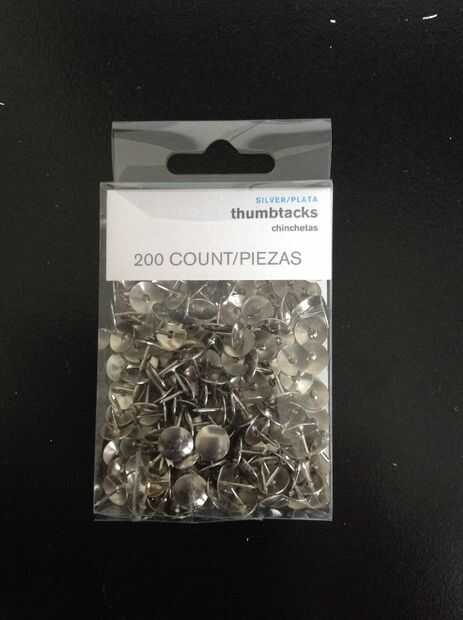 SILVER/PLATA
thumbtacks
chinchetas
200 COUNT/PIEZAS